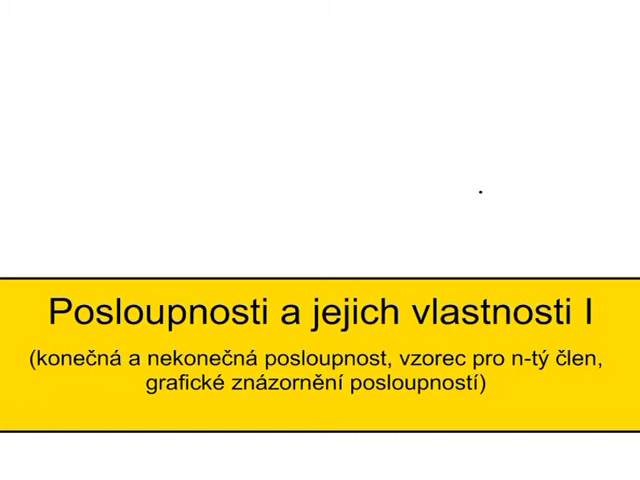 Posloupnosti a jejich vlastnosti I
(konečná a nekonečná posloupnost, vzorec pro n-tý člen,
grafické znázornění posloupností)